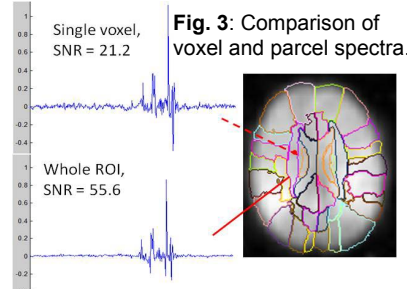 Fig. 3: Comparison of
voxel and parcel spectra.
Single voxel,
SNR = 21.2
1
0.8
0.6
0.4
0.2
0
-0.2
-0.4
Whole ROI,
SNR = 55.6
1
0.8
0.6
0.4
0.2
0
-0.2